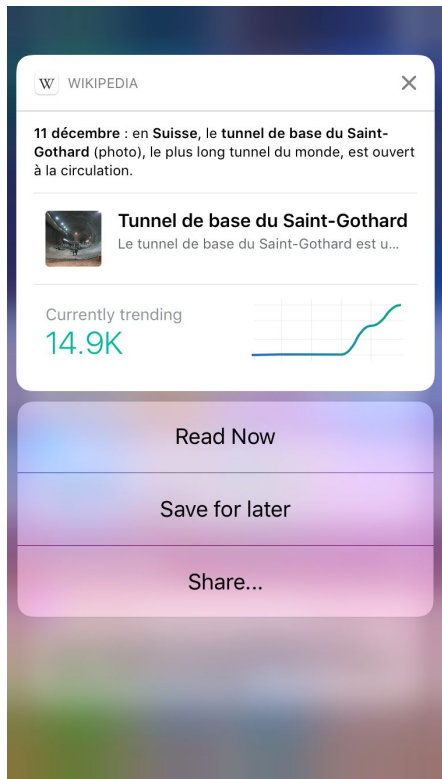 W WIKIPEDIA
11 décembre : en Suisse, le tunnel de base du Saint-
Gothard (photo), le plus long tunnel du monde, est ouvert
à la circulation.
Tunnel de base du Saint-Gothard
Le tunnel de base du Saint-Gothard est u...
Currently trending
14.9K
Read Now
Save for later
Share...